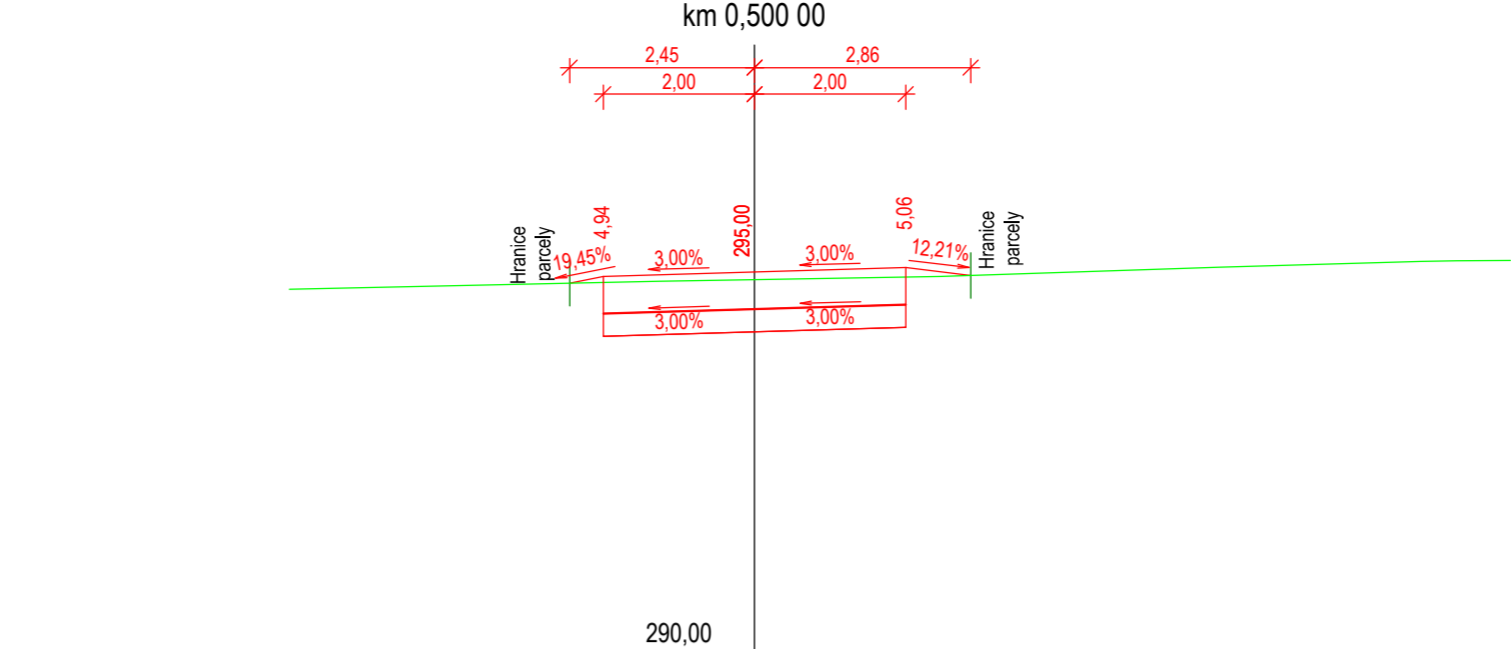 km 0,500 00
2,45
2,86
2,00
2,00
4,94
295,00
5,06
Hranice
parcely
19,45%
3,00%
3,00%
12,21%
Hranice
parcely
3,00%
3,00%
290,00